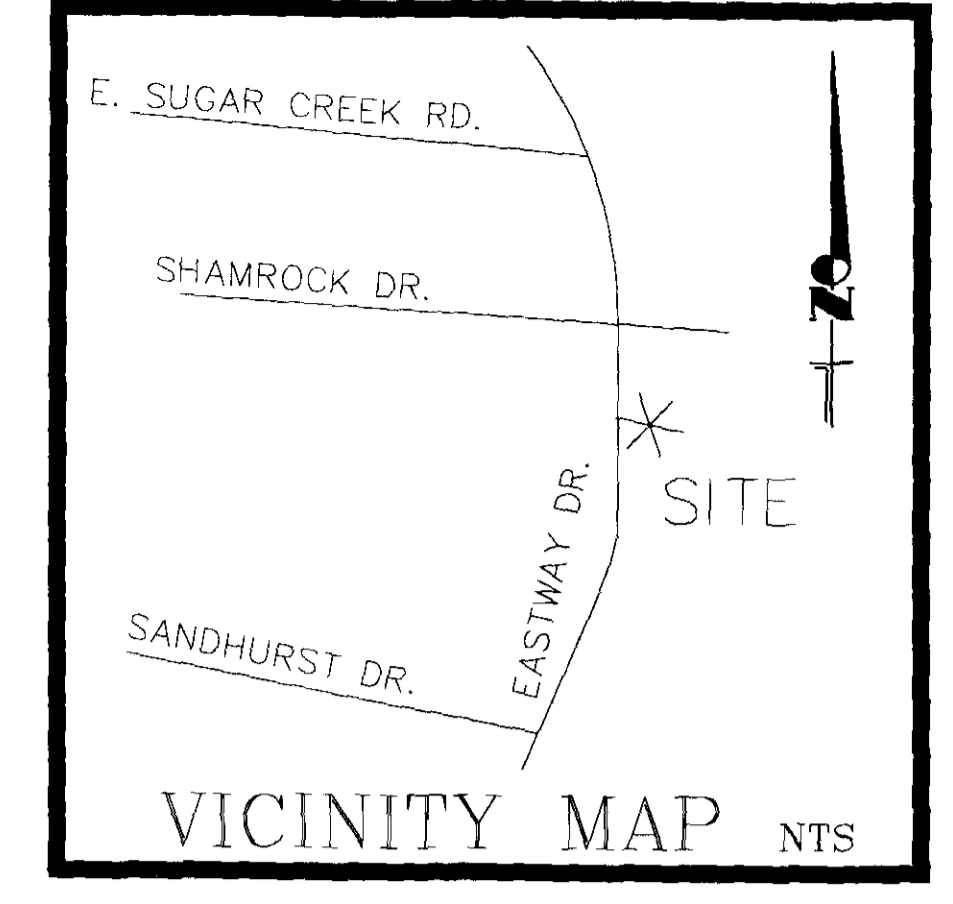 E. SUGAR CREEK RD.
SHAMROCK DR.
N
SITE
EASTWAY DR.
SANDHURST DR.
VICINITY MAP NTS